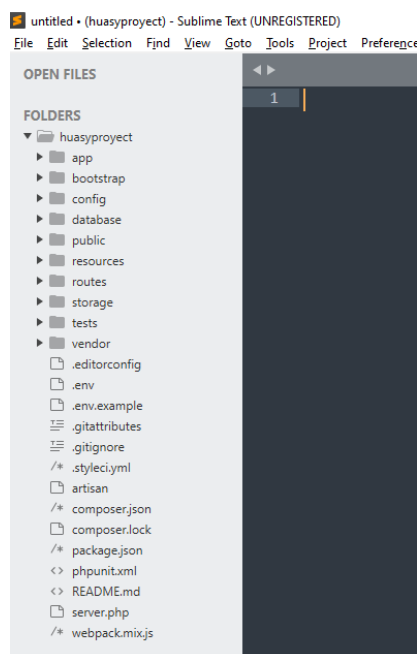 untitled • (huasyproyect) - Sublime Text (UNREGISTERED)
File Edit Selection Find View Goto Tools Project Preference
OPEN FILES
1
FOLDERS
huasyproyect
app
bootstrap
config
database
public
resources
routes
storage
tests
vendor
.editorconfig
.env
.env.example
.gitattributes
.gitignore
/* .styleci.yml
artisan
/* composer.json
composer.lock
/* package.json
<> phpunit.xml
<> README.md
server.php
/* webpack.mix.js